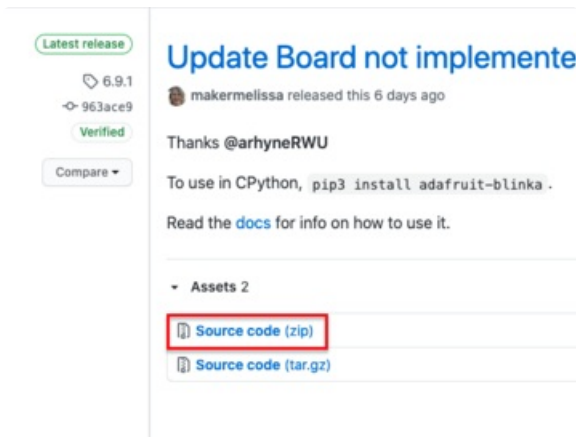 Latest release
6.9.1
963ace9
Verified
Compare
Update Board not implemente
makermelissa released this 6 days ago
Thanks @arhyneRWU
To use in CPython, pip3 install adafruit-blinka.
Read the docs for info on how to use it.
Assets 2
Source code (zip)
Source code (tar.gz)